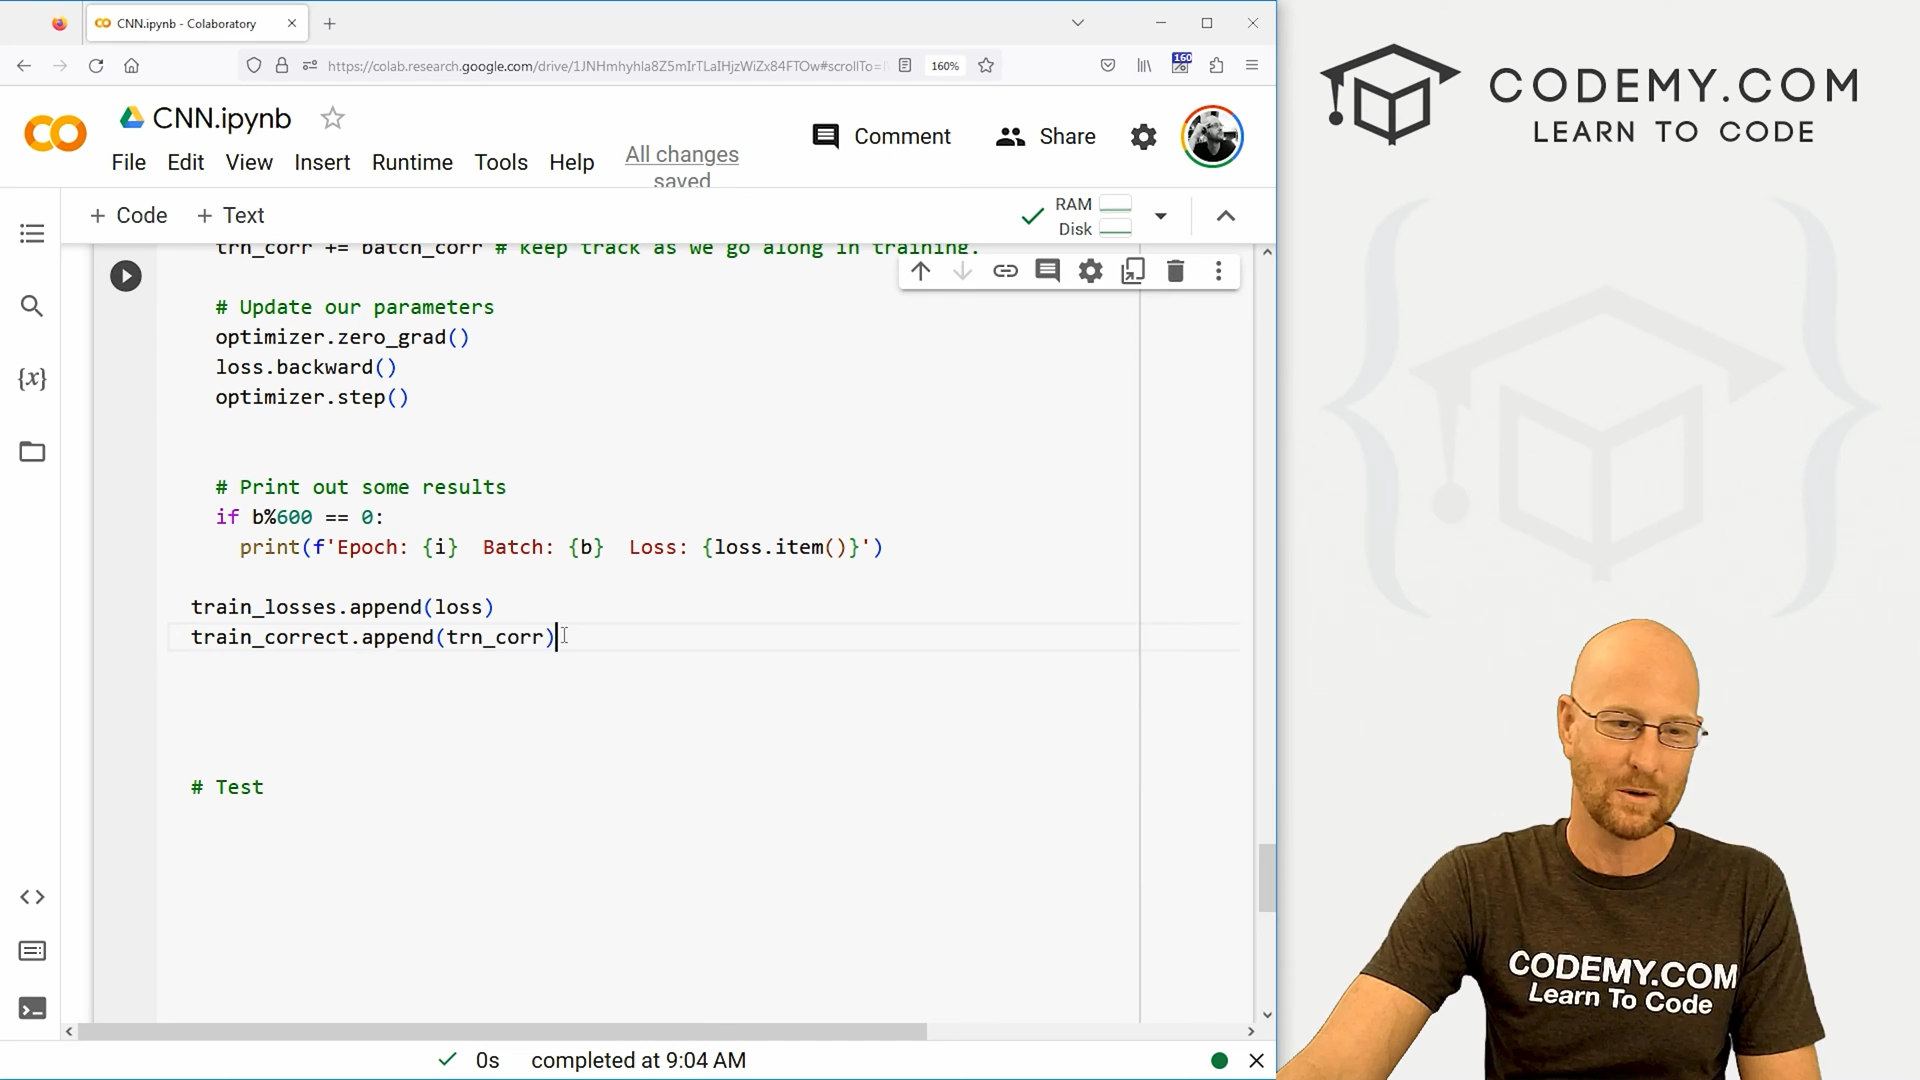 CNN.ipynb - Colaboratory
https://colab.research.google.com/drive/1JNHmhyhla8Z5mIrTLaIHjzWiZx84FTOw#scrollTo=
160%
160
CNN.ipynb
File Edit View Insert Runtime Tools Help
All changes
saved
Comment
Share
+ Code + Text
RAM
Disk
trn_corr += batch_corr # keep track as we go along in training.
# Update our parameters
optimizer.zero_grad()
loss.backward()
optimizer.step()
# Print out some results
if b%600 == 0:
print(f'Epoch: {i}  Batch: {b}  Loss: {loss.item()}')
train_losses.append(loss)
train_correct.append(trn_corr)
# Test
0s completed at 9:04 AM
CODEMY.COM
LEARN TO CODE
CODEMY.COM
Learn To Code